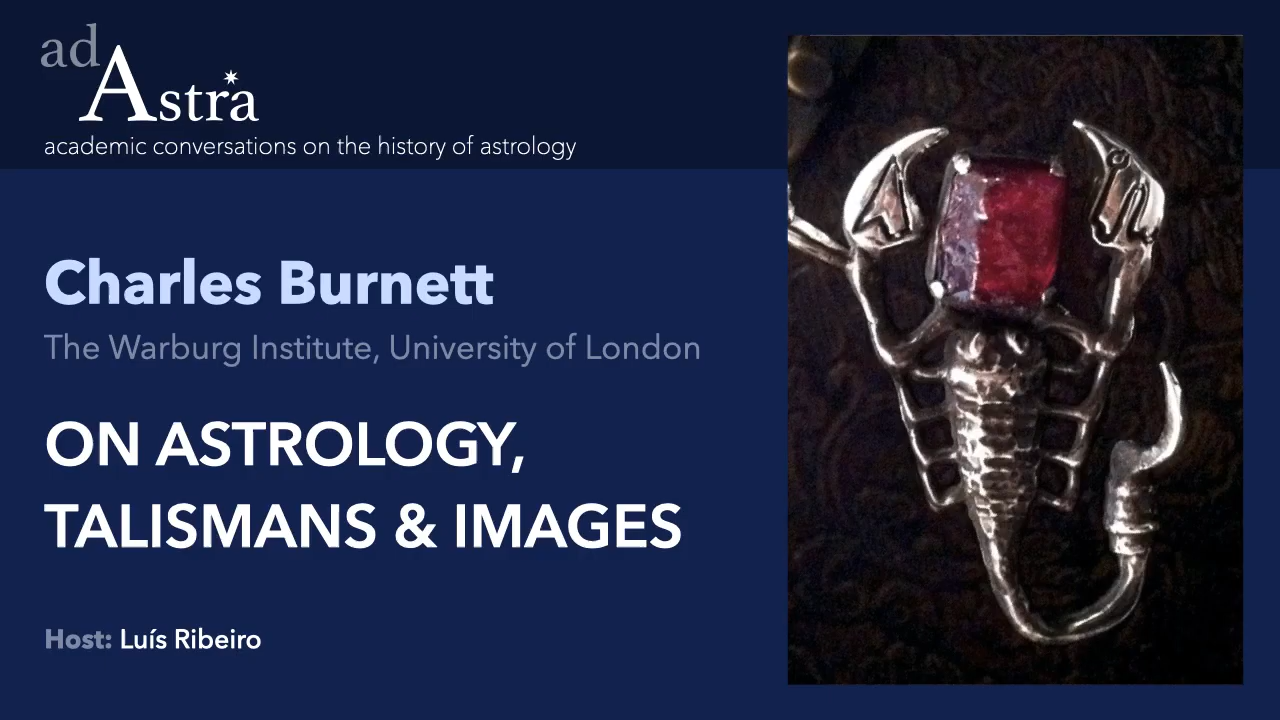 ad
Astra
academic conversations on the history of astrology
Charles Burnett
The Warburg Institute, University of London
ON ASTROLOGY,
TALISMANS & IMAGES
Host: Luís Ribeiro